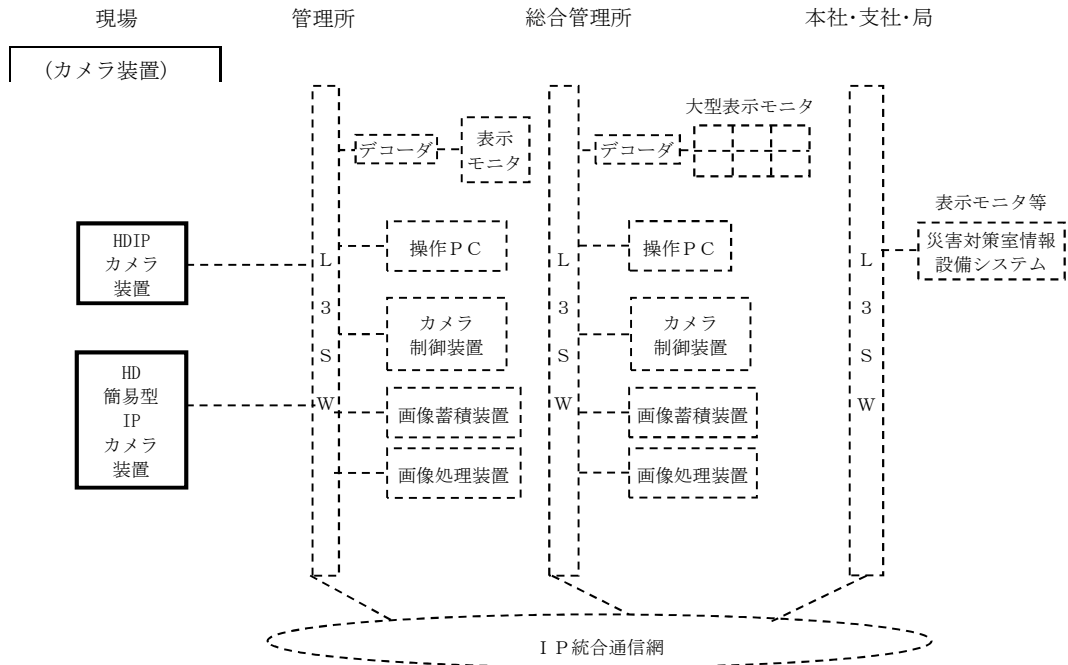 現場
管理所
総合管理所
本社・支社・局
(カメラ装置)
デコーダ
表示
モニタ
デコーダ
大型表示モニタ
表示モニタ等
災害対策室情報
設備システム
HDIP
カメラ
装置
HD
簡易型
IP
カメラ
装置
L
3
S
W
操作PC
カメラ
制御装置
画像蓄積装置
画像処理装置
L
3
S
W
操作PC
カメラ
制御装置
画像蓄積装置
画像処理装置
L
3
S
W
IP統合通信網